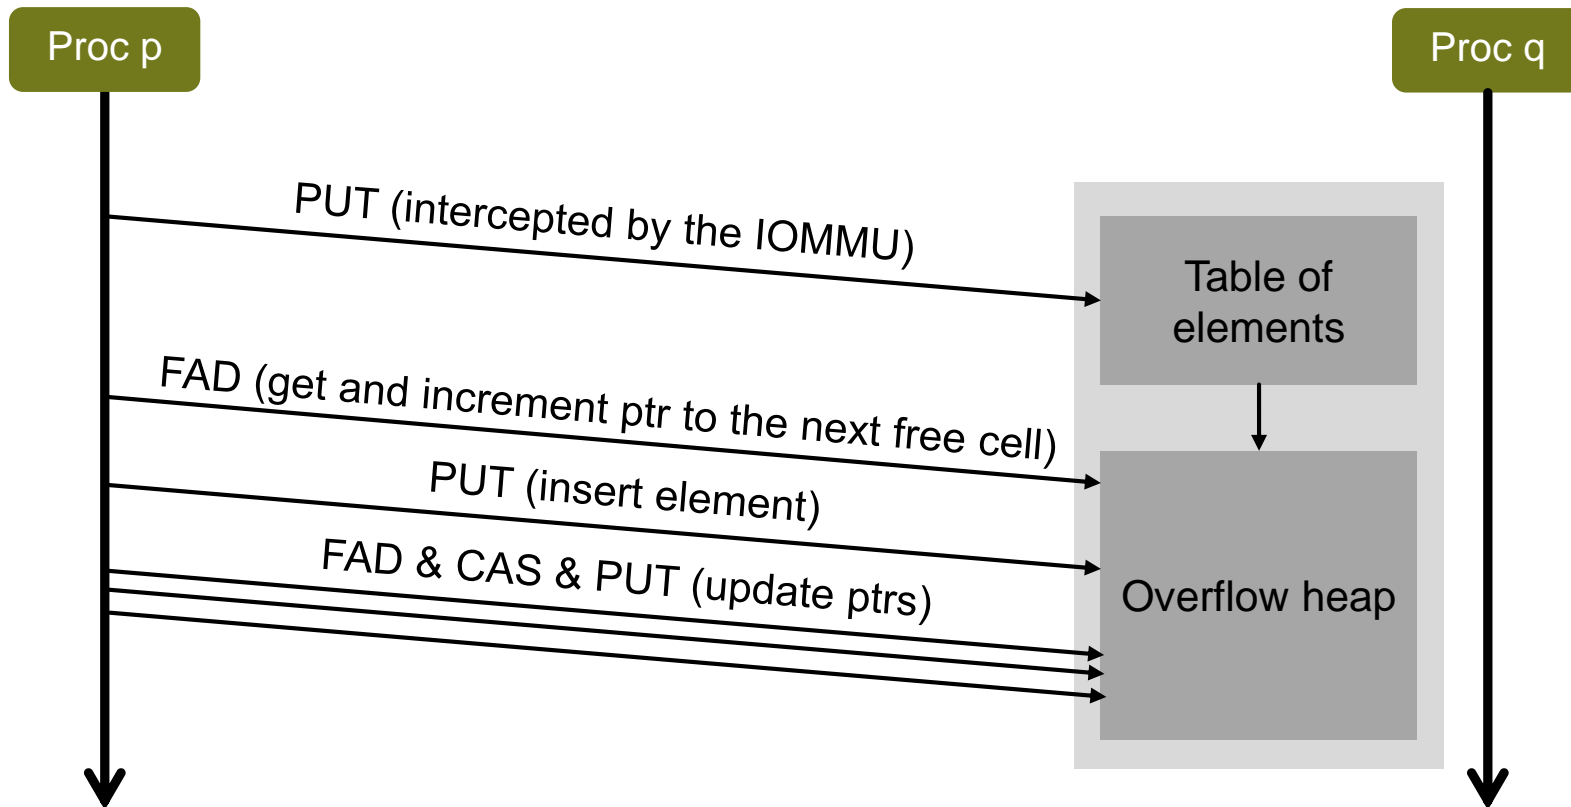 Proc p
Proc q
PUT (intercepted by the IOMMU)
Table of
elements
FAD (get and increment ptr to the next free cell)
PUT (insert element)
FAD & CAS & PUT (update ptrs)
Overflow heap